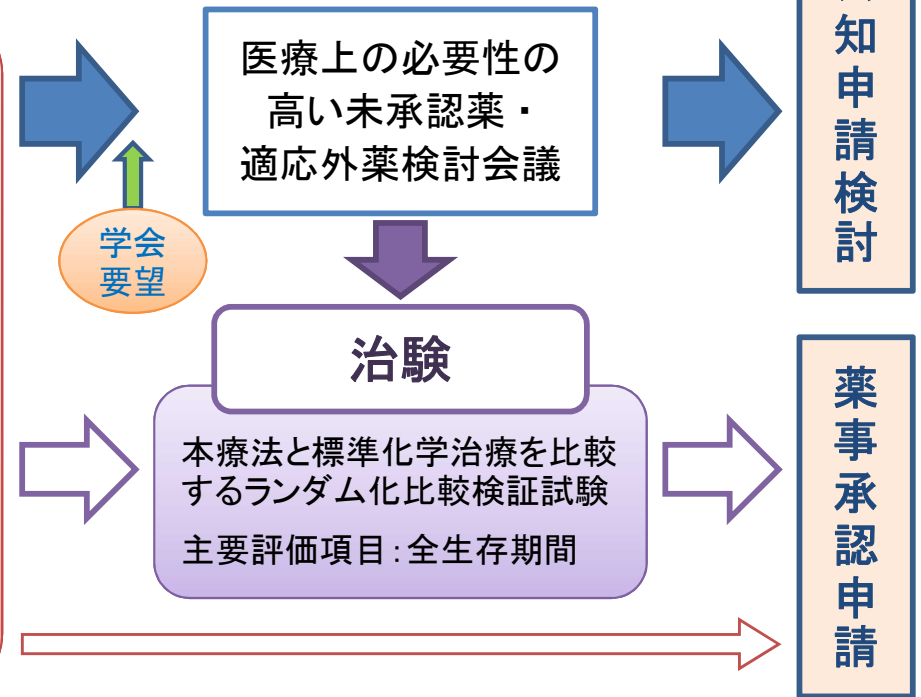 医療上の必要性の
高い未承認薬・
適応外薬検討会議
知申請検討
学会
要望
治験
本療法と標準化学治療を比較
するランダム化比較検証試験
主要評価項目：全生存期間
薬事承認申請